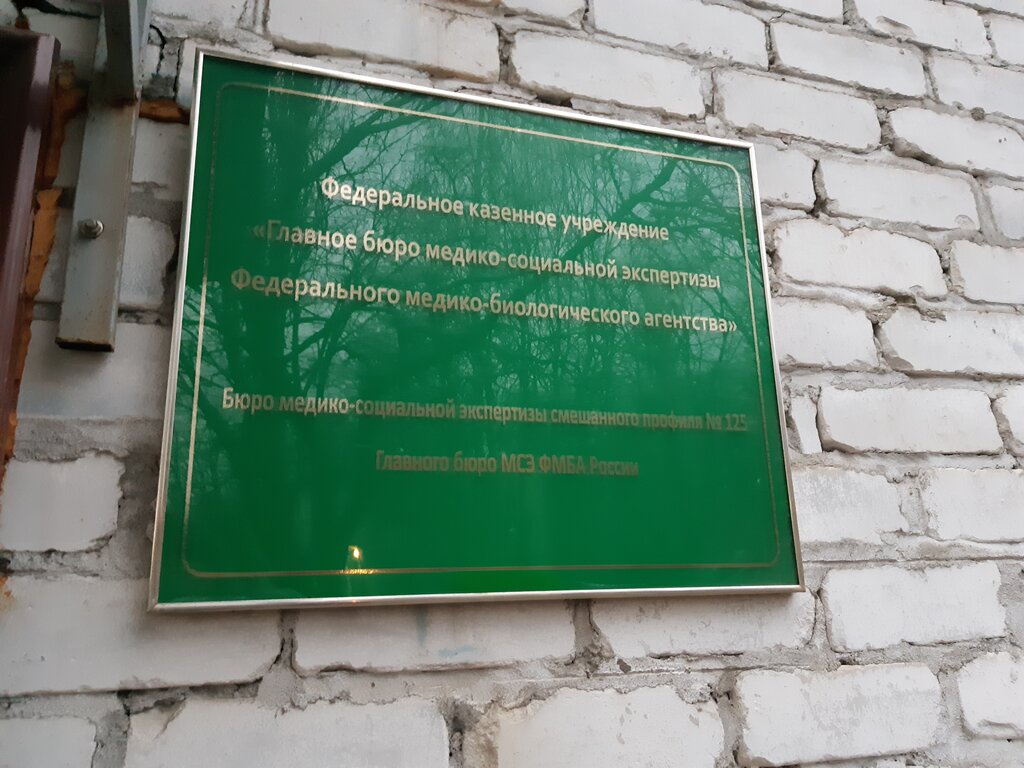 Федеральное казенное учреждение
«Главное бюро медико-социальной экспертизы
Федерального медико-биологического агентства»
Бюро медико-социальной экспертизы смешанного профиля № 125
Главного бюро МСЭ ФМБА России